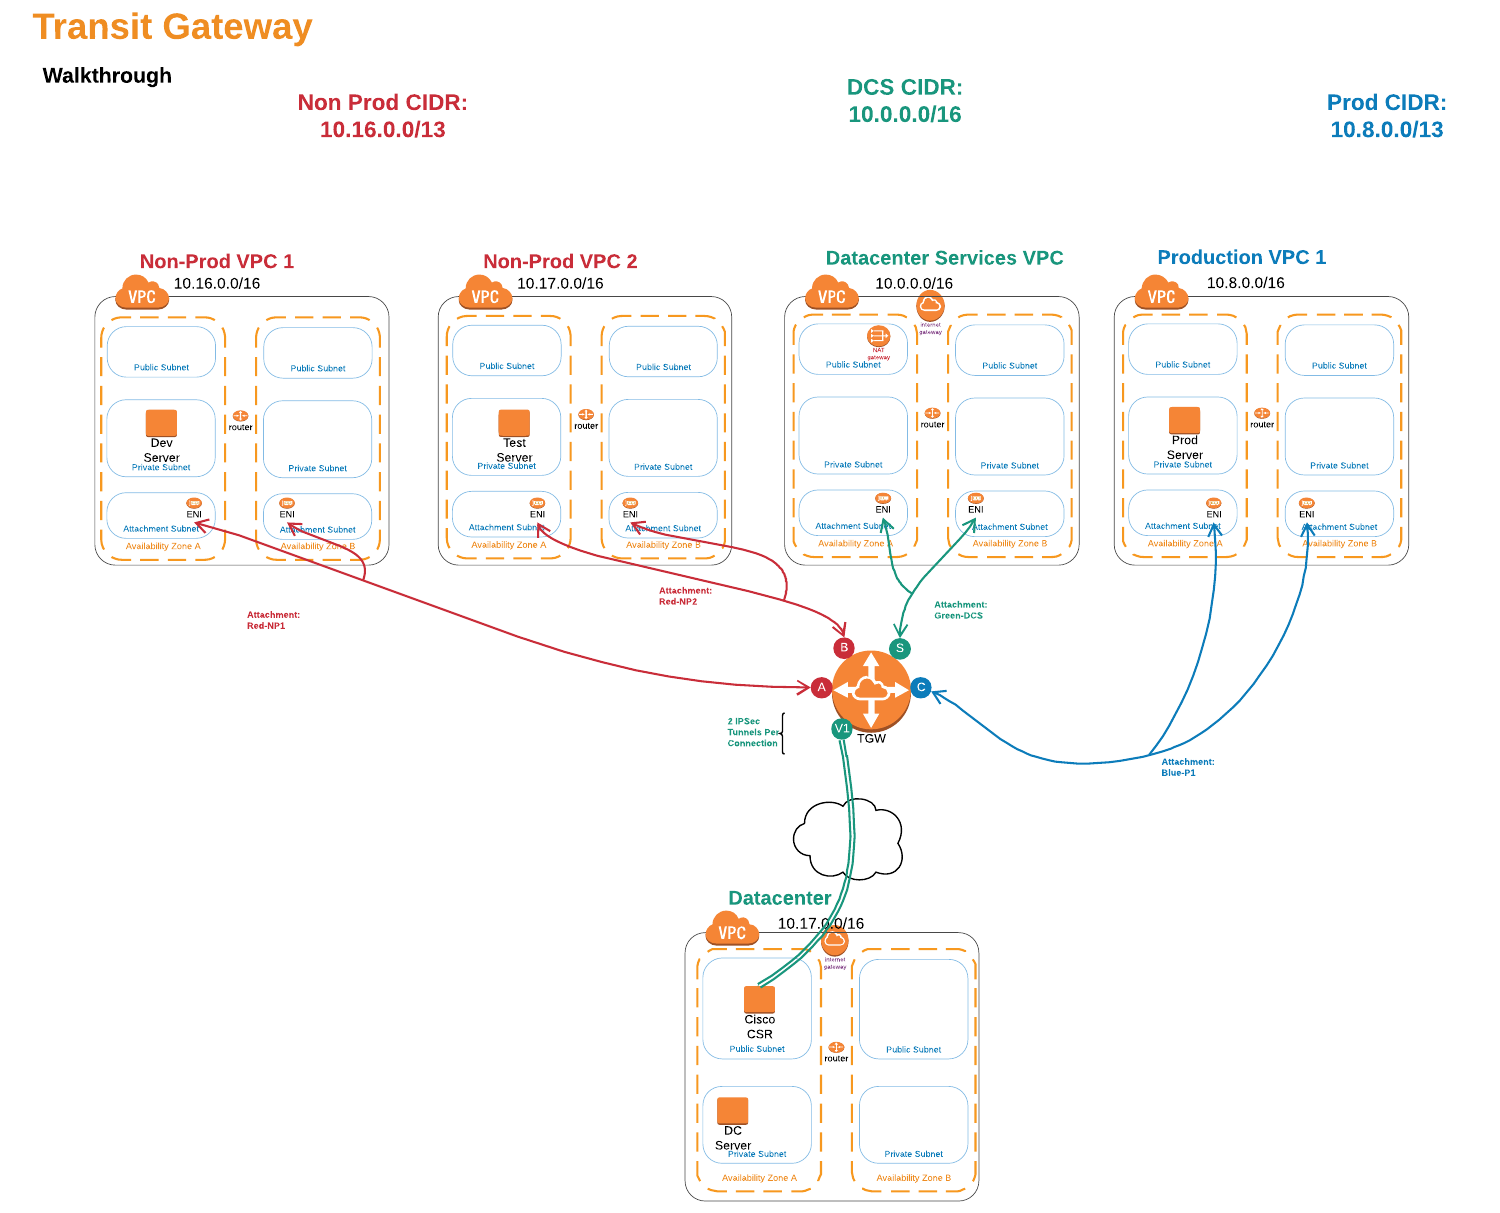 Transit Gateway
Walkthrough
Non Prod CIDR:
10.16.0.0/13
DCS CIDR:
10.0.0.0/16
Prod CIDR:
10.8.0.0/13
Non-Prod VPC 1
10.16.0.0/16
VPC
Public Subnet
Public Subnet
Dev
Server
Private Subnet
router
Private Subnet
ENI
Attachment Subnet
Availability Zone A
ENI
Attachment Subnet
Availability Zone B
Non-Prod VPC 2
10.17.0.0/16
VPC
Public Subnet
Public Subnet
Test
Server
Private Subnet
router
Private Subnet
ENI
Attachment Subnet
Availability Zone A
ENI
Attachment Subnet
Availability Zone B
Datacenter Services VPC
10.0.0.0/16
VPC
internet
gateway
NAT
gateway
Public Subnet
Public Subnet
router
Private Subnet
Private Subnet
ENI
Attachment Subnet
Availability Zone A
ENI
Attachment Subnet
Availability Zone B
Production VPC 1
10.8.0.0/16
VPC
Public Subnet
Public Subnet
Prod
Server
Private Subnet
router
Private Subnet
ENI
Attachment Subnet
Availability Zone A
ENI
Attachment Subnet
Availability Zone B
Attachment:
Red-NP1
Attachment:
Red-NP2
Attachment:
Green-DCS
B
S
A
C
V1
TGW
2 IPSec
Tunnels Per
Connection
Attachment:
Blue-P1
Datacenter
10.17.0.0/16
VPC
internet
gateway
Cisco
CSR
Public Subnet
router
Public Subnet
DC
Server
Private Subnet
Private Subnet
Availability Zone A
Availability Zone B